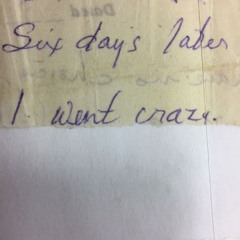 Six days later
I went crazy.